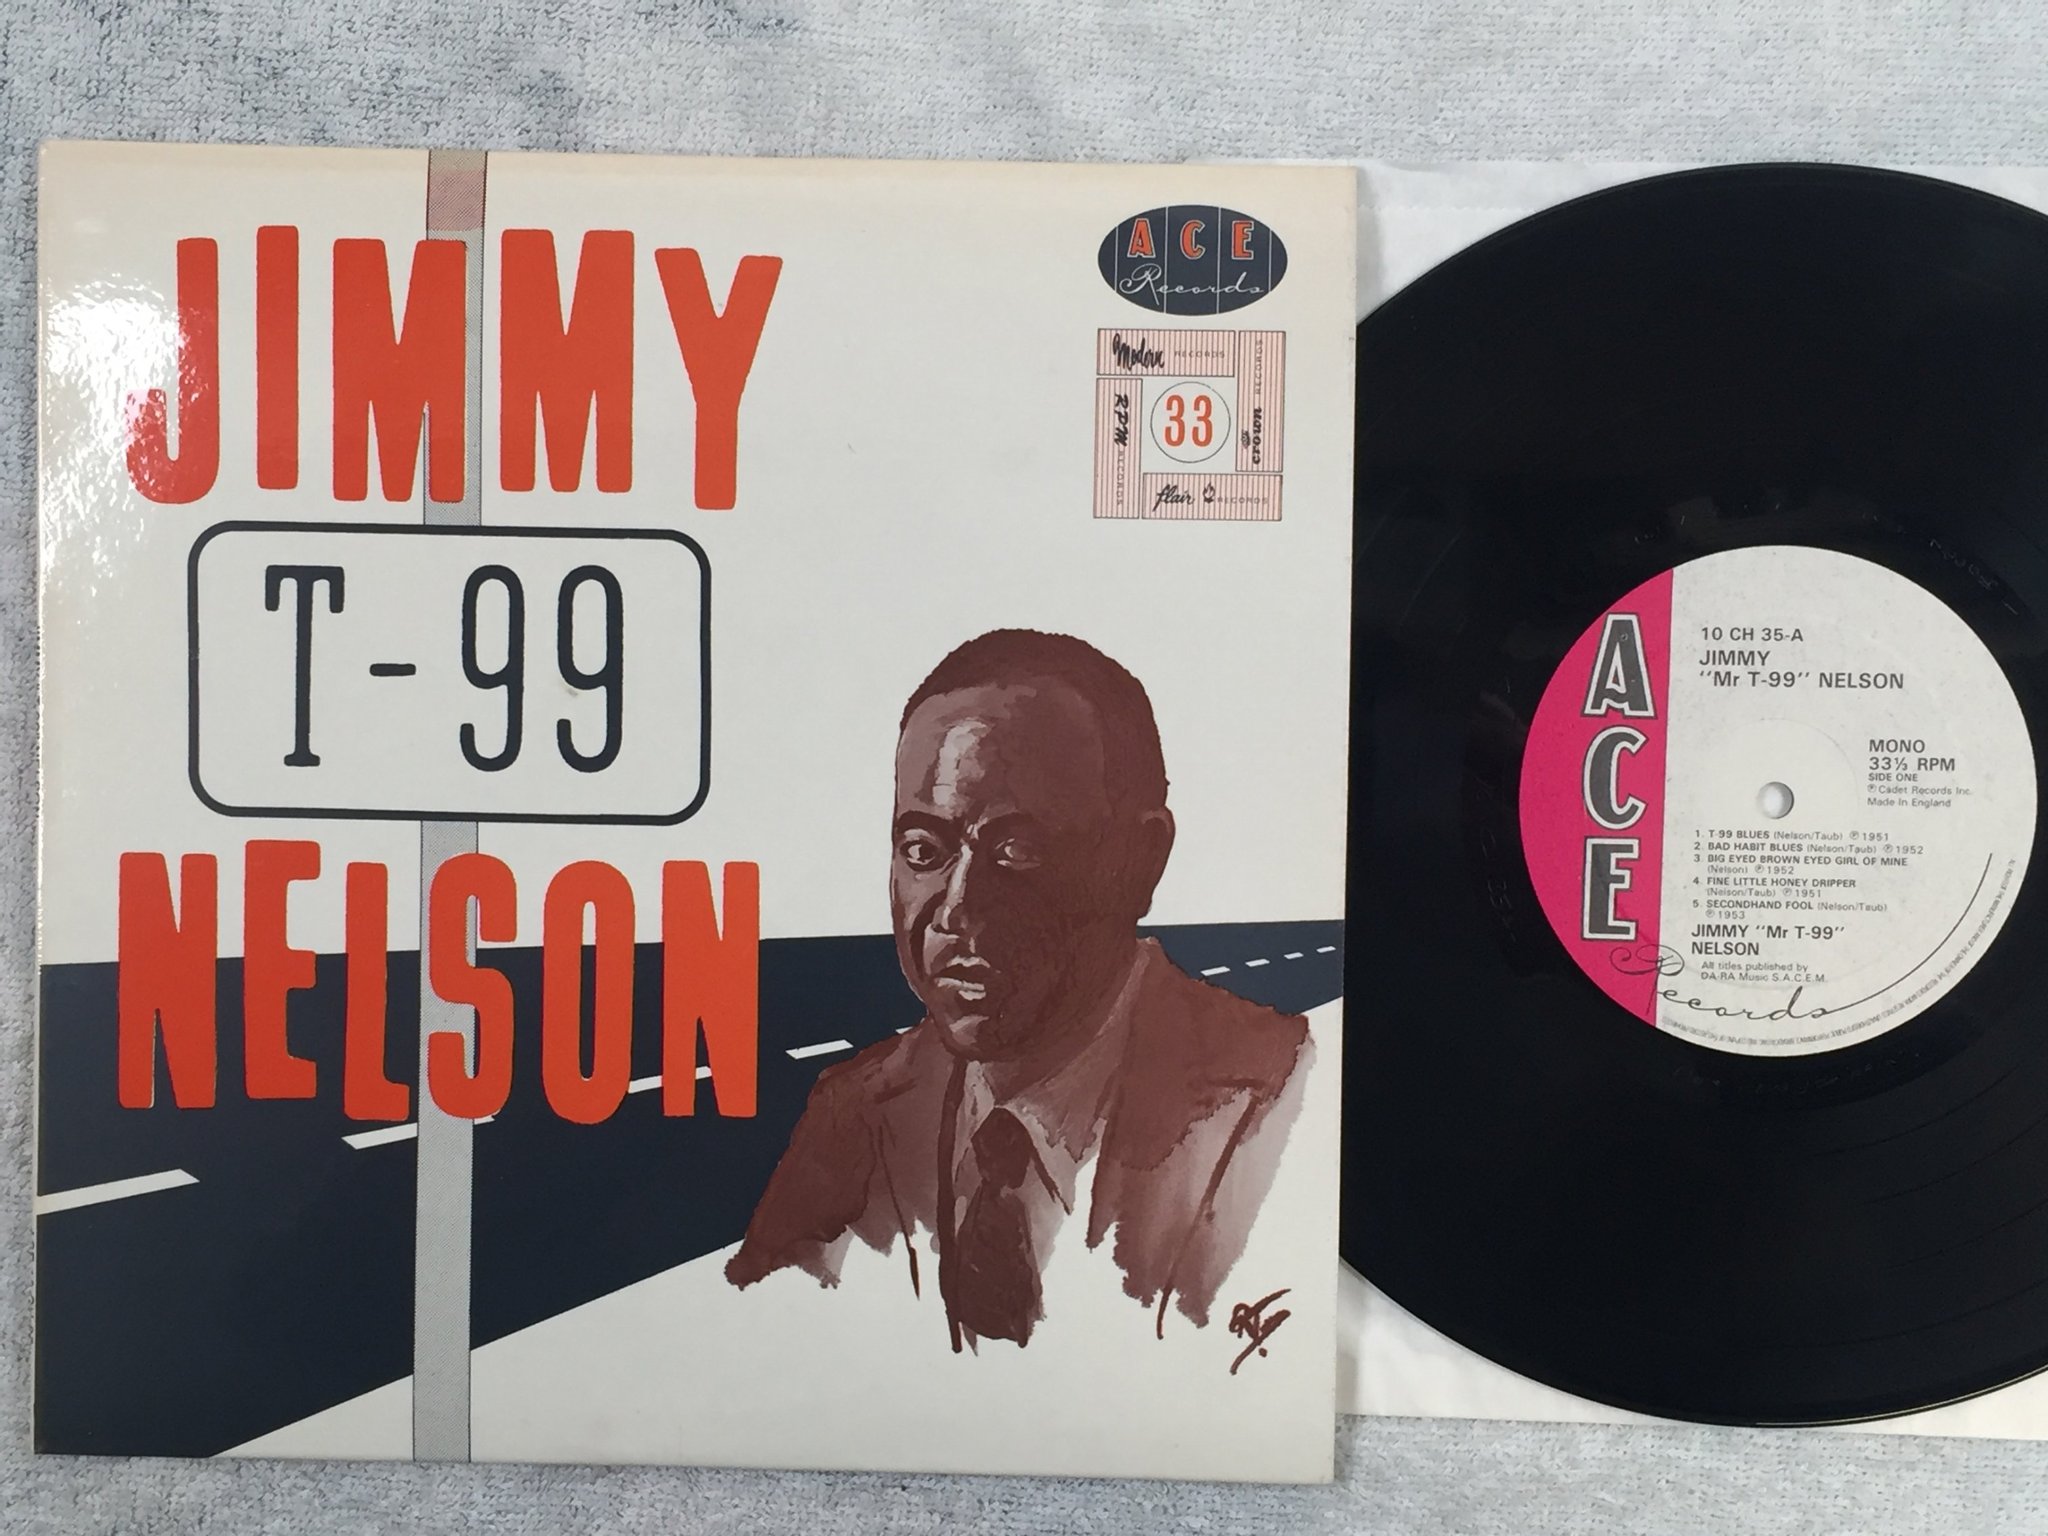 JIMMY
T-99
NELSON
ACE
Records
Modern RECORDS
crown RECORDS
RPM RECORDS
33
flair RECORDS
ACE
Records
10 CH 35-A
JIMMY
"Mr T-99" NELSON
MONO
33⅓ RPM
SIDE ONE
℗ Cadet Records Inc.
Made In England
1. T-99 BLUES (Nelson/Taub) ℗ 1951
2. BAD HABIT BLUES (Nelson/Taub) ℗ 1952
3. BIG EYED BROWN EYED GIRL OF MINE
(Nelson) ℗ 1952
4. FINE LITTLE HONEY DRIPPER
(Nelson/Taub) ℗ 1951
5. SECONDHAND FOOL (Nelson/Taub)
℗ 1953
JIMMY "Mr T-99"
NELSON
All titles published by
DA-RA Music S.A.C.E.M.